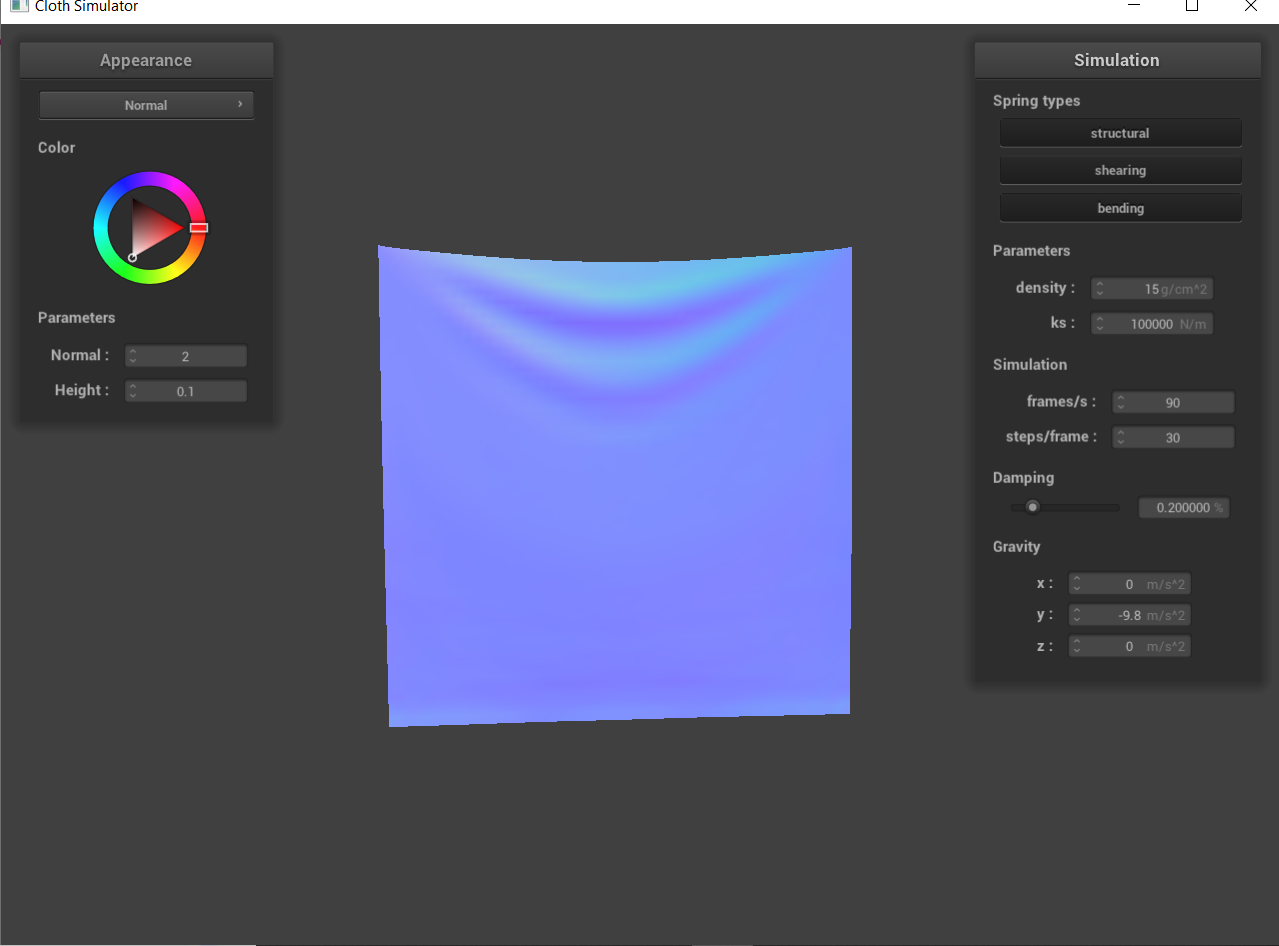 Cloth Simulator
Appearance
Normal
Color
Parameters
Normal : 2
Height : 0.1
Simulation
Spring types
structural
shearing
bending
Parameters
density : 15 g/cm^2
ks : 100000 N/m
Simulation
frames/s : 90
steps/frame : 30
Damping
0.200000 %
Gravity
x : 0 m/s^2
y : -9.8 m/s^2
z : 0 m/s^2